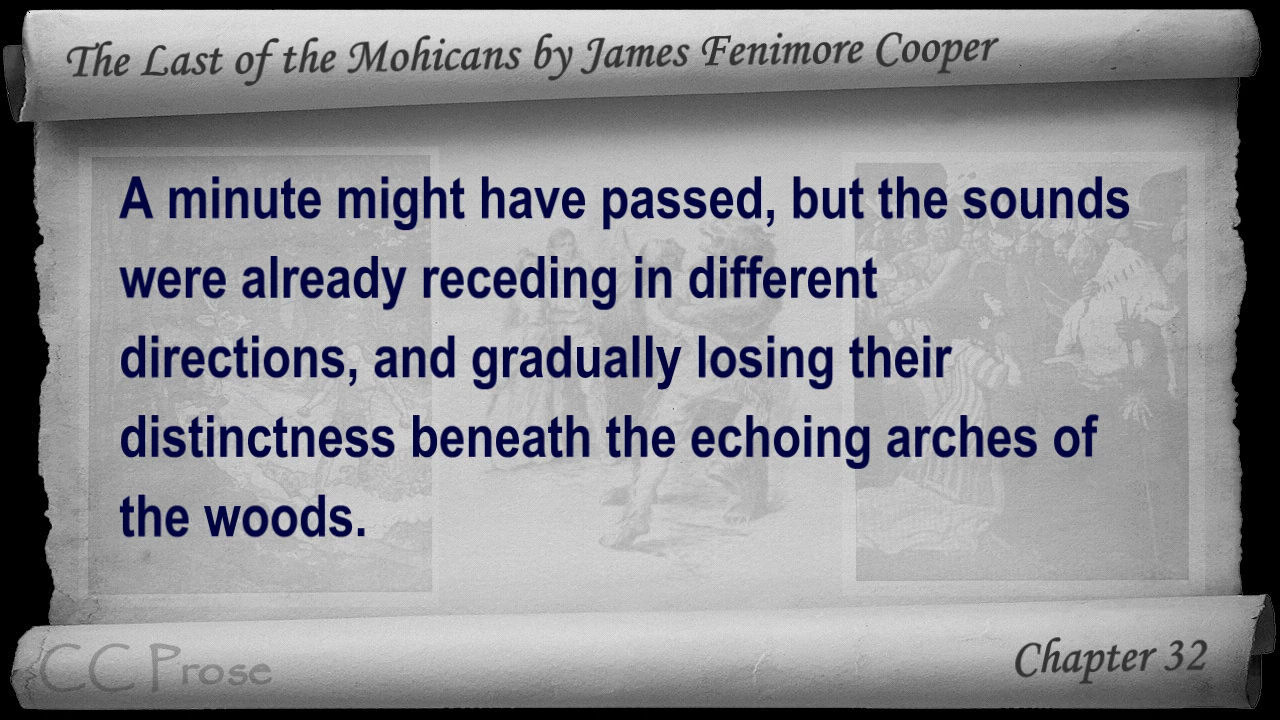 The Last of the Mohicans by James Fenimore Cooper
A minute might have passed, but the sounds
were already receding in different
directions, and gradually losing their
distinctness beneath the echoing arches of
the woods.
CC Prose
Chapter 32